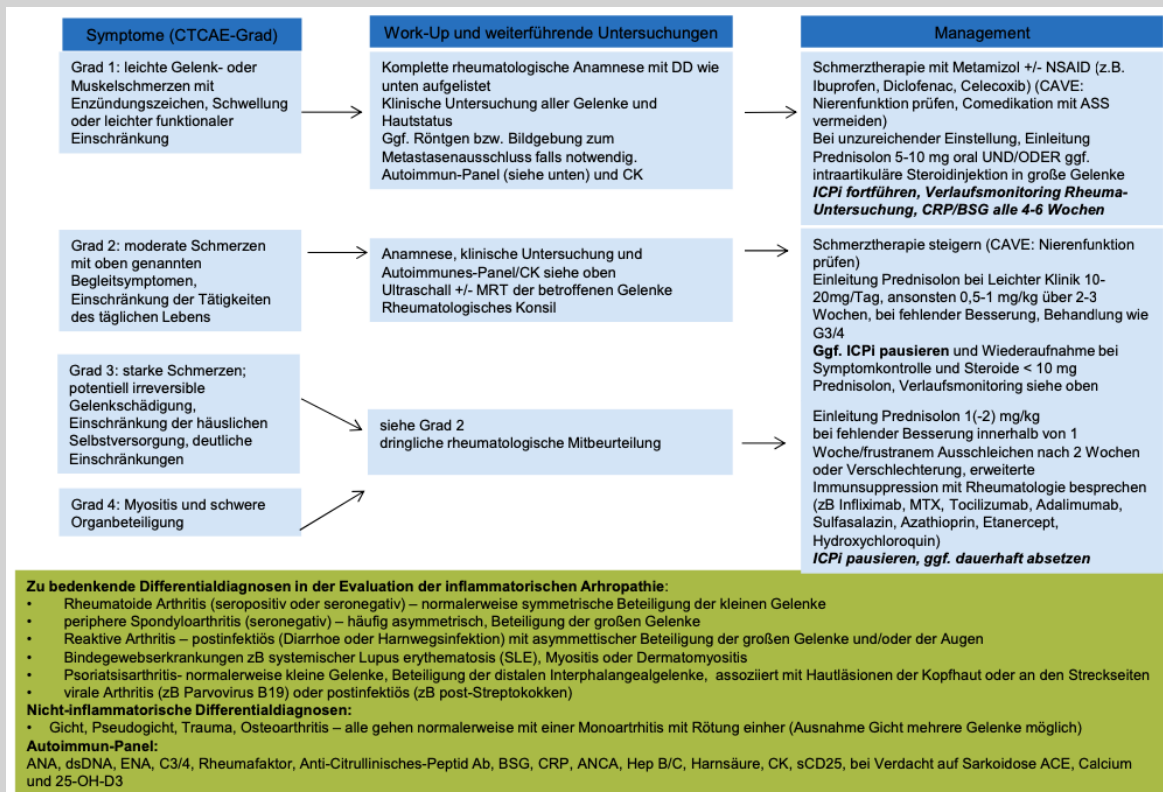 Symptome (CTCAE-Grad)
Work-Up und weiterführende Untersuchungen
Management
Grad 1: leichte Gelenk- oder
Muskelschmerzen mit
Enzündungszeichen, Schwellung
oder leichter funktionaler
Einschränkung
Komplette rheumatologische Anamnese mit DD wie
unten aufgelistet
Klinische Untersuchung aller Gelenke und
Hautstatus
Ggf. Röntgen bzw. Bildgebung zum
Metastasenausschluss falls notwendig.
Autoimmun-Panel (siehe unten) und CK
Schmerztherapie mit Metamizol +/- NSAID (z.B.
Ibuprofen, Diclofenac, Celecoxib) (CAVE:
Nierenfunktion prüfen, Comedikation mit ASS
vermeiden)
Bei unzureichender Einstellung, Einleitung
Prednisolon 5-10 mg oral UND/ODER ggf.
intraartikuläre Steroidinjektion in große Gelenke
ICPi fortführen, Verlaufsmonitoring Rheuma-
Untersuchung, CRP/BSG alle 4-6 Wochen
Grad 2: moderate Schmerzen
mit oben genannten
Begleitsymptomen,
Einschränkung der Tätigkeiten
des täglichen Lebens
Anamnese, klinische Untersuchung und
Autoimmunes-Panel/CK siehe oben
Ultraschall +/- MRT der betroffenen Gelenke
Rheumatologisches Konsil
Schmerztherapie steigern (CAVE: Nierenfunktion
prüfen)
Einleitung Prednisolon bei Leichter Klinik 10-
20mg/Tag, ansonsten 0,5-1 mg/kg über 2-3
Wochen, bei fehlender Besserung, Behandlung wie
G3/4
Ggf. ICPi pausieren und Wiederaufnahme bei
Symptomkontrolle und Steroide < 10 mg
Prednisolon, Verlaufsmonitoring siehe oben
Grad 3: starke Schmerzen;
potentiell irreversible
Gelenkschädigung,
Einschränkung der häuslichen
Selbstversorgung, deutliche
Einschränkungen
Grad 4: Myositis und schwere
Organbeteiligung
siehe Grad 2
dringliche rheumatologische Mitbeurteilung
Einleitung Prednisolon 1(-2) mg/kg
bei fehlender Besserung innerhalb von 1
Woche/frustranem Ausschleichen nach 2 Wochen
oder Verschlechterung, erweiterte
Immunsuppression mit Rheumatologie besprechen
(zB Infliximab, MTX, Tocilizumab, Adalimumab,
Sulfasalazin, Azathioprin, Etanercept,
Hydroxychloroquin)
ICPi pausieren, ggf. dauerhaft absetzen
Zu bedenkende Differentialdiagnosen in der Evaluation der inflammatorischen Arhropathie:
• Rheumatoide Arthritis (seropositiv oder seronegativ) – normalerweise symmetrische Beteiligung der kleinen Gelenke
• periphere Spondyloarthritis (seronegativ) – häufig asymmetrisch, Beteiligung der großen Gelenke
• Reaktive Arthritis – postinfektiös (Diarrhoe oder Harnwegsinfektion) mit asymmettischer Beteiligung der großen Gelenke und/oder der Augen
• Bindegewebserkrankungen zB systemischer Lupus erythematosis (SLE), Myositis oder Dermatomyositis
• Psoriatsisarthritis- normalerweise kleine Gelenke, Beteiligung der distalen Interphalangealgelenke, assoziiert mit Hautläsionen der Kopfhaut oder an den Streckseiten
• virale Arthritis (zB Parvovirus B19) oder postinfektiös (zB post-Streptokokken)
Nicht-inflammatorische Differentialdiagnosen:
• Gicht, Pseudogicht, Trauma, Osteoarthritis – alle gehen normalerweise mit einer Monoartrhitis mit Rötung einher (Ausnahme Gicht mehrere Gelenke möglich)
Autoimmun-Panel:
ANA, dsDNA, ENA, C3/4, Rheumafaktor, Anti-Citrullinisches-Peptid Ab, BSG, CRP, ANCA, Hep B/C, Harnsäure, CK, sCD25, bei Verdacht auf Sarkoidose ACE, Calcium
und 25-OH-D3